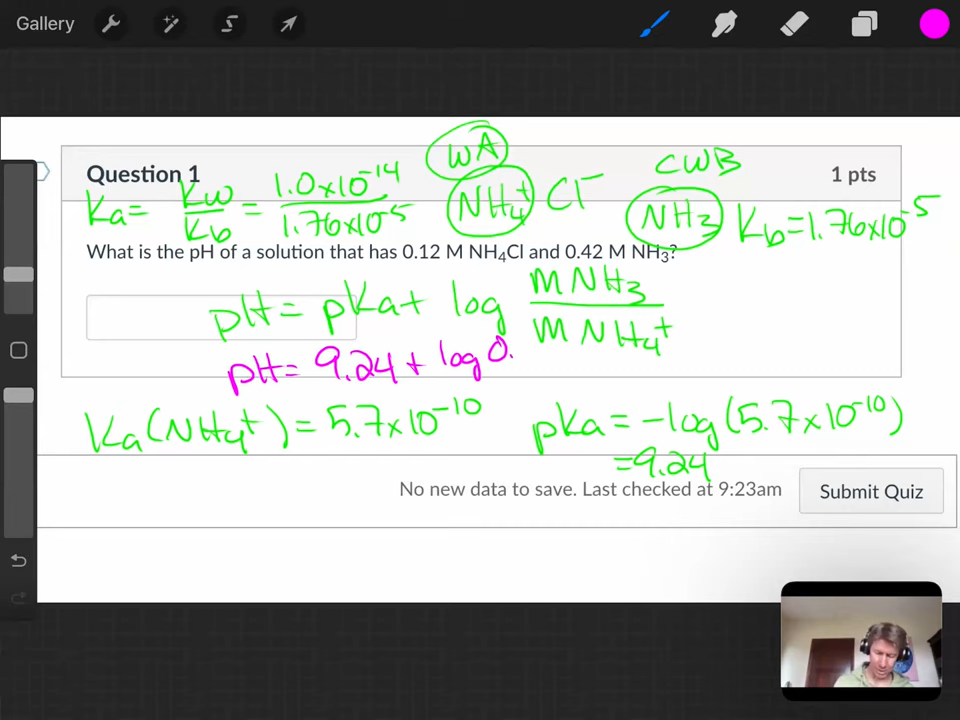 Gallery
WA
CWB
Question 1
1 pts
Ka= Kw/Kb = 1.0x10⁻¹⁴/1.76x10⁻⁵
NH₄⁺ Cl⁻
NH₃ Kb=1.76x10⁻⁵
What is the pH of a solution that has 0.12 M NH₄Cl and 0.42 M NH₃?
pH= pKa+ log MNH₃/MNH₄⁺
pH= 9.24 + log 0.
Ka(NH₄⁺)=5.7x10⁻¹⁰
pKa= -log(5.7x10⁻¹⁰)
=9.24
No new data to save. Last checked at 9:23am
Submit Quiz